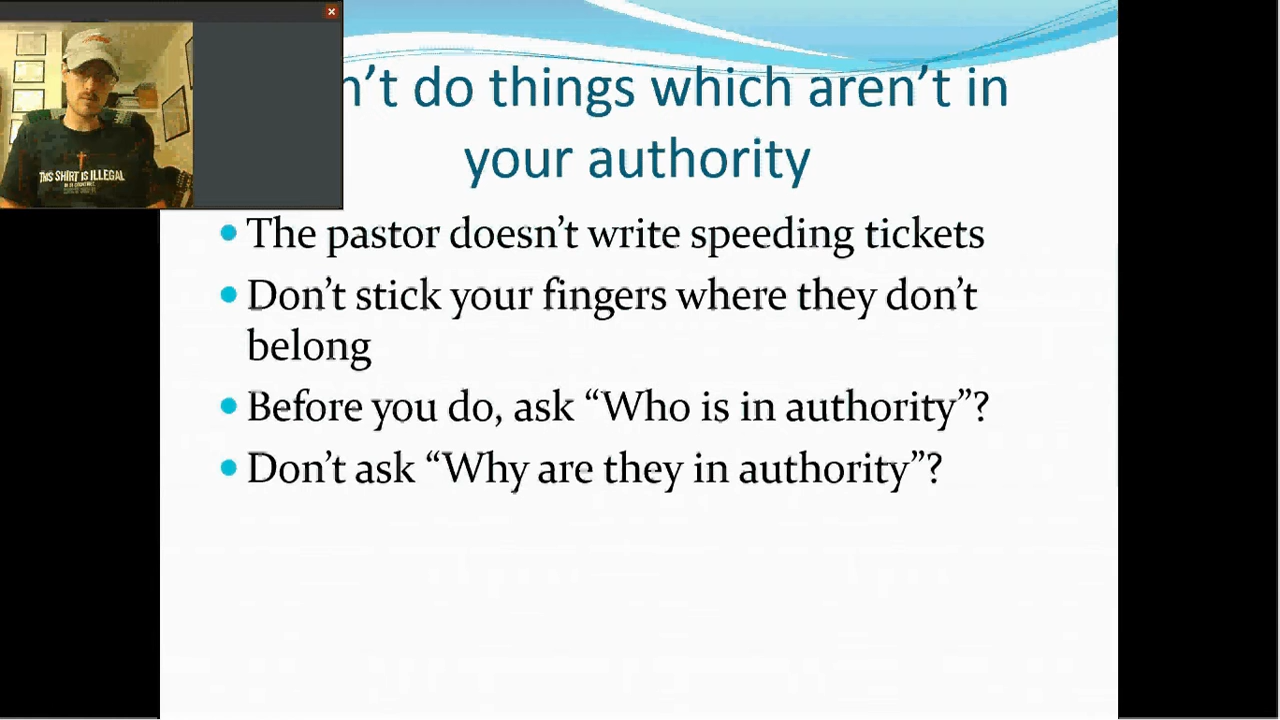 n't do things which aren't in
your authority
• The pastor doesn't write speeding tickets
• Don't stick your fingers where they don't
belong
• Before you do, ask “Who is in authority”?
• Don't ask “Why are they in authority”?
THIS SHIRT IS ILLEGAL